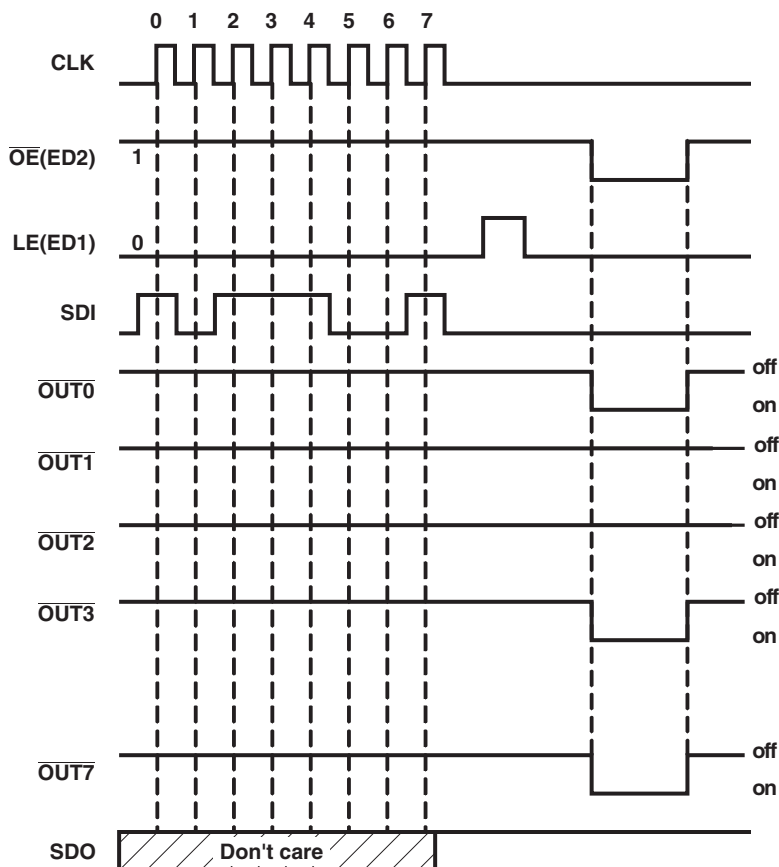 0 1 2 3 4 5 6 7
CLK
OE(ED2)
1
LE(ED1)
0
SDI
OUT0
off
on
OUT1
off
on
OUT2
off
on
OUT3
off
on
OUT7
off
on
SDO
Don't care